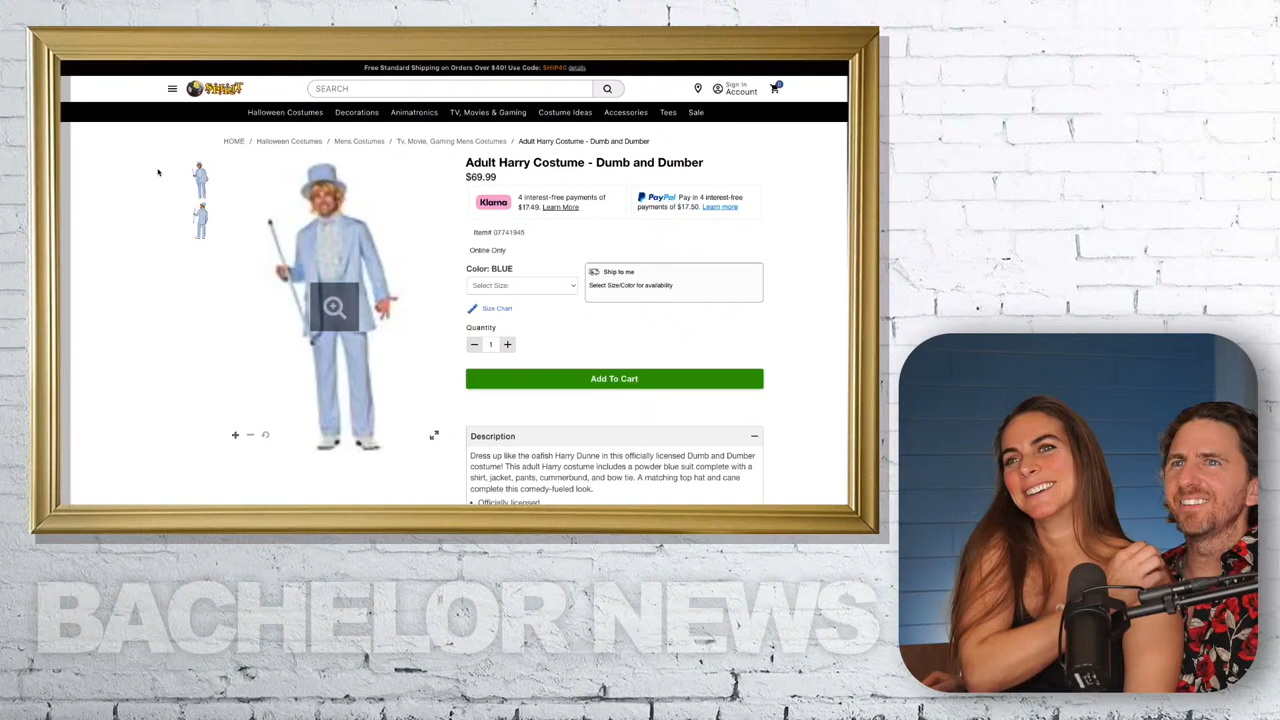 Free Standard Shipping on Orders Over $40! Use Code: SHIP40 details
SPIRIT
SEARCH
Sign In
Account
0
Halloween Costumes
Decorations
Animatronics
TV, Movies & Gaming
Costume Ideas
Accessories
Tees
Sale
HOME / Halloween Costumes / Mens Costumes / Tv, Movie, Gaming Mens Costumes / Adult Harry Costume - Dumb and Dumber
Adult Harry Costume - Dumb and Dumber
$69.99
Klarna
4 interest-free payments of
$17.49. Learn More
PayPal Pay in 4 interest-free
payments of $17.50. Learn more
Item# 07741945
Online Only
Color: BLUE
Select Size:
Ship to me
Select Size/Color for availability
Size Chart
Quantity
1
Add To Cart
Description
Dress up like the oafish Harry Dunne in this officially licensed Dumb and Dumber
costume! This adult Harry costume includes a powder blue suit complete with a
shirt, jacket, pants, cummerbund, and bow tie. A matching top hat and cane
complete this comedy-fueled look.
• Officially licensed
BACHELOR NEWS